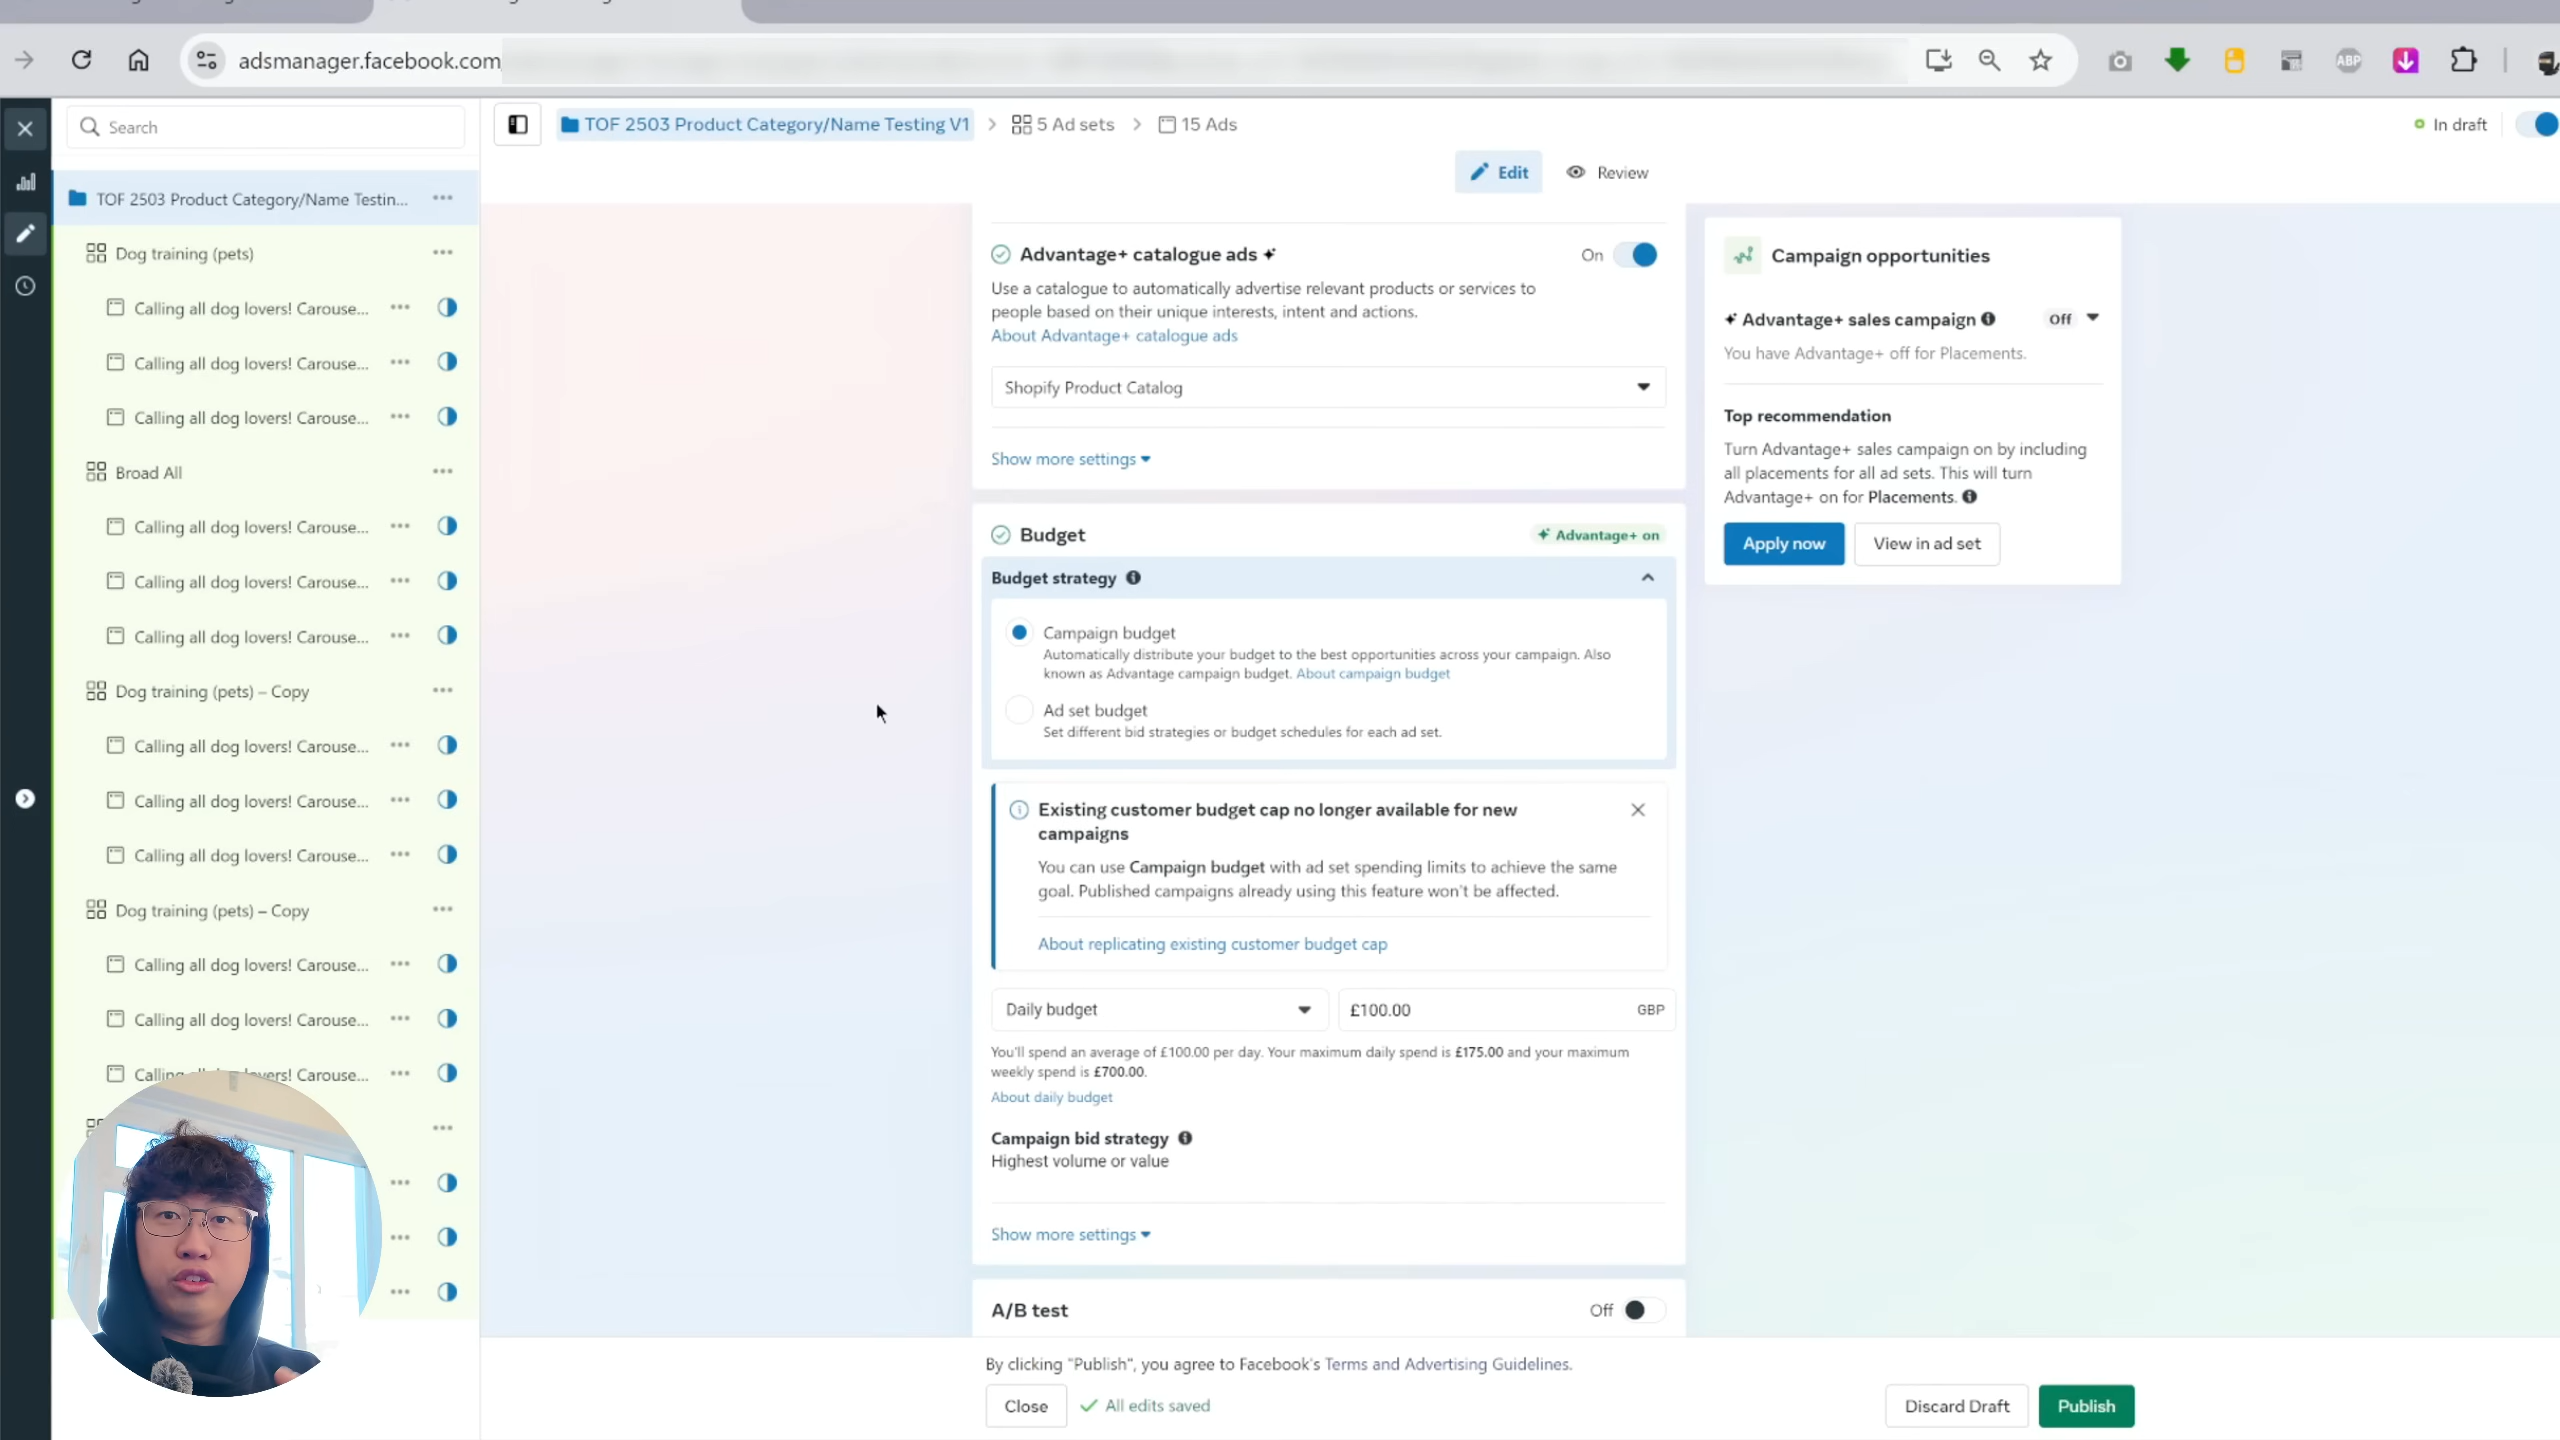 adsmanager.facebook.com
ABP
Search
TOF 2503 Product Category/Name Testing V1
5 Ad sets
15 Ads
In draft
Edit
Review
TOF 2503 Product Category/Name Testin...
Dog training (pets)
Calling all dog lovers! Carouse...
Calling all dog lovers! Carouse...
Calling all dog lovers! Carouse...
Broad All
Calling all dog lovers! Carouse...
Calling all dog lovers! Carouse...
Calling all dog lovers! Carouse...
Dog training (pets) – Copy
Calling all dog lovers! Carouse...
Calling all dog lovers! Carouse...
Calling all dog lovers! Carouse...
Dog training (pets) – Copy
Calling all dog lovers! Carouse...
Calling all dog lovers! Carouse...
Calling all dog lovers! Carouse...
Advantage+ catalogue ads
On
Use a catalogue to automatically advertise relevant products or services to
people based on their unique interests, intent and actions.
About Advantage+ catalogue ads
Shopify Product Catalog
Show more settings
Budget
Advantage+ on
Budget strategy
Campaign budget
Automatically distribute your budget to the best opportunities across your campaign. Also
known as Advantage campaign budget. About campaign budget
Ad set budget
Set different bid strategies or budget schedules for each ad set.
Existing customer budget cap no longer available for new
campaigns
You can use Campaign budget with ad set spending limits to achieve the same
goal. Published campaigns already using this feature won't be affected.
About replicating existing customer budget cap
Daily budget
£100.00
GBP
You'll spend an average of £100.00 per day. Your maximum daily spend is £175.00 and your maximum
weekly spend is £700.00.
About daily budget
Campaign bid strategy
Highest volume or value
Show more settings
A/B test
Off
Campaign opportunities
Advantage+ sales campaign
Off
You have Advantage+ off for Placements.
Top recommendation
Turn Advantage+ sales campaign on by including
all placements for all ad sets. This will turn
Advantage+ on for Placements.
Apply now
View in ad set
By clicking "Publish", you agree to Facebook's Terms and Advertising Guidelines.
Close
All edits saved
Discard Draft
Publish